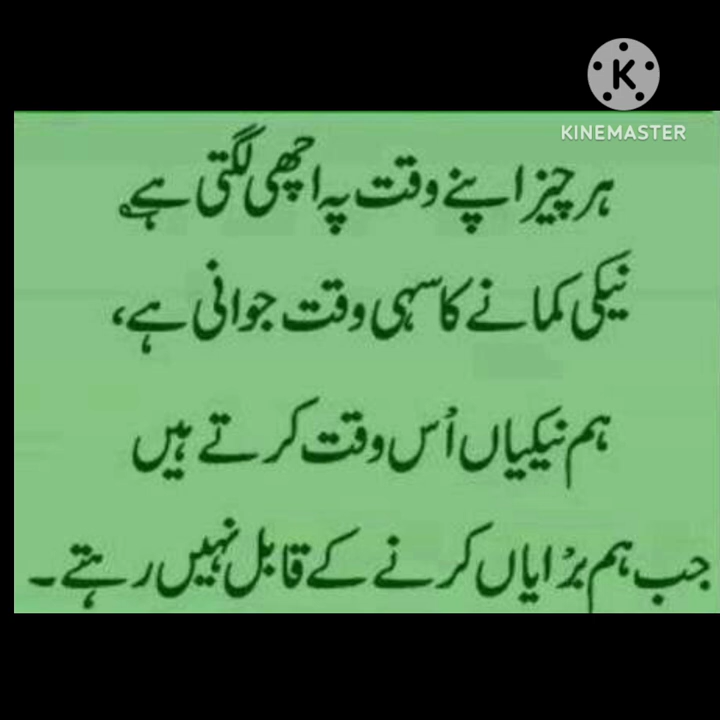 KINEMASTER
ہر چیز اپنے وقت پہ اچھی لگتی ہے
نیکی کمانے کا سہی وقت جوانی ہے،
ہم نیکیاں اُس وقت کرتے ہیں
جب ہم بُرایاں کرنے کے قابل نہیں رہتے۔